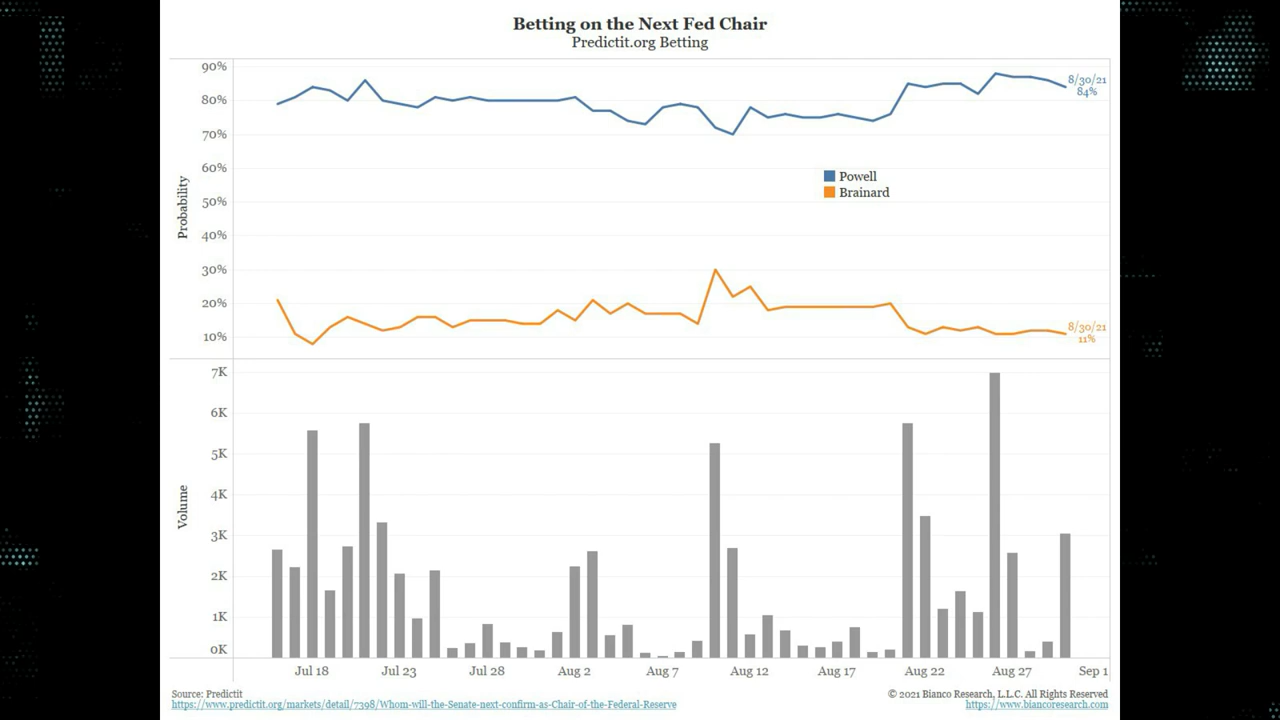 Betting on the Next Fed Chair
Predictit.org Betting
90%
80%
70%
60%
50%
40%
30%
20%
10%
Probability
8/30/21
84%
Powell
Brainard
8/30/21
11%
7K
6K
5K
4K
3K
2K
1K
0K
Volume
Jul 18 Jul 23 Jul 28 Aug 2 Aug 7 Aug 12 Aug 17 Aug 22 Aug 27 Sep 1
Source: Predictit © 2021 Bianco Research, L.L.C. All Rights Reserved
https://www.predictit.org/markets/detail/7398/Whom-will-the-Senate-next-confirm-as-Chair-of-the-Federal-Reserve https://www.biancoresearch.com